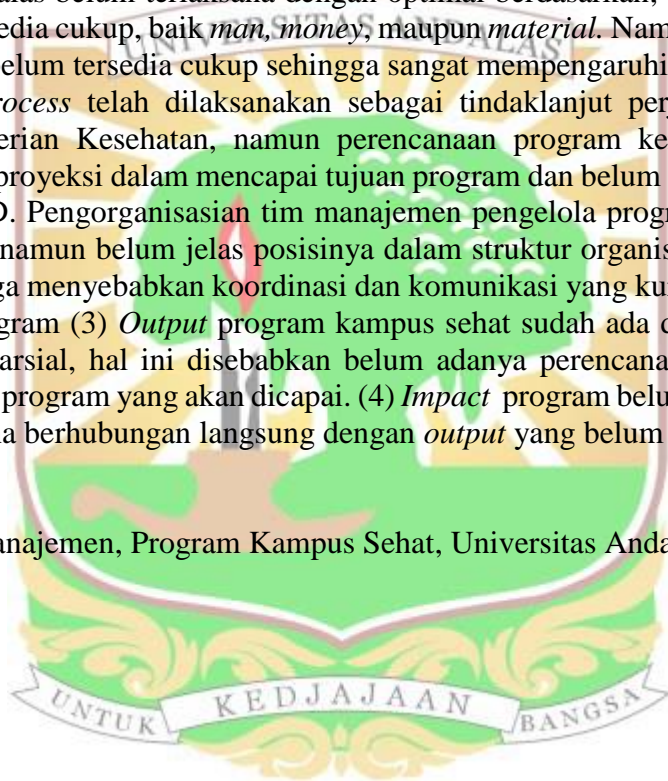 terlaksana dengan optimal berdasarkan,
sedia cukup, baik man, money, maupun material. Nam
UNIVERSITAS ANDALAS
belum tersedia cukup sehingga sangat mempengaruhi
rocess telah dilaksanakan sebagai tindaklanjut perj
erian Kesehatan, namun perencanaan program ke
proyeksi dalam mencapai tujuan program dan belum
D. Pengorganisasian tim manajemen pengelola progr
namun belum jelas posisinya dalam struktur organis
ga menyebabkan koordinasi dan komunikasi yang ku
gram (3) Output program kampus sehat sudah ada d
arsial, hal ini disebabkan belum adanya perencana
program yang akan dicapai. (4) Impact program belu
a berhubungan langsung dengan output yang belum
anajemen, Program Kampus Sehat, Universitas Anda
UNTUK KEDJAJAAN BANGSA